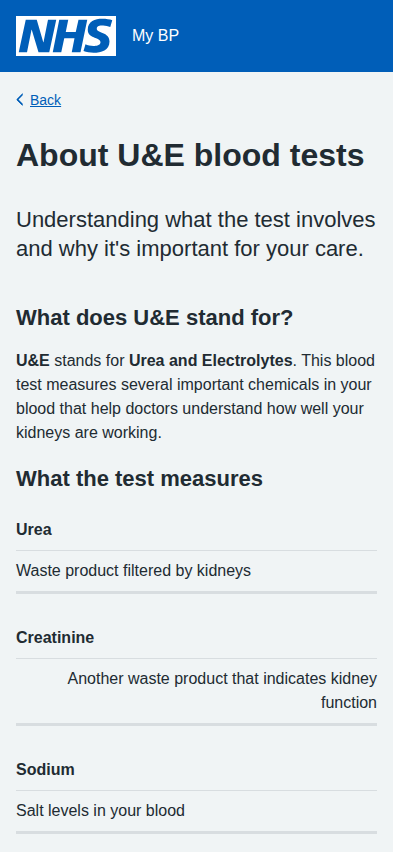 NHS My BP
Back
About U&E blood tests
Understanding what the test involves
and why it's important for your care.
What does U&E stand for?
U&E stands for Urea and Electrolytes. This blood
test measures several important chemicals in your
blood that help doctors understand how well your
kidneys are working.
What the test measures
Urea
Waste product filtered by kidneys
Creatinine
Another waste product that indicates kidney
function
Sodium
Salt levels in your blood